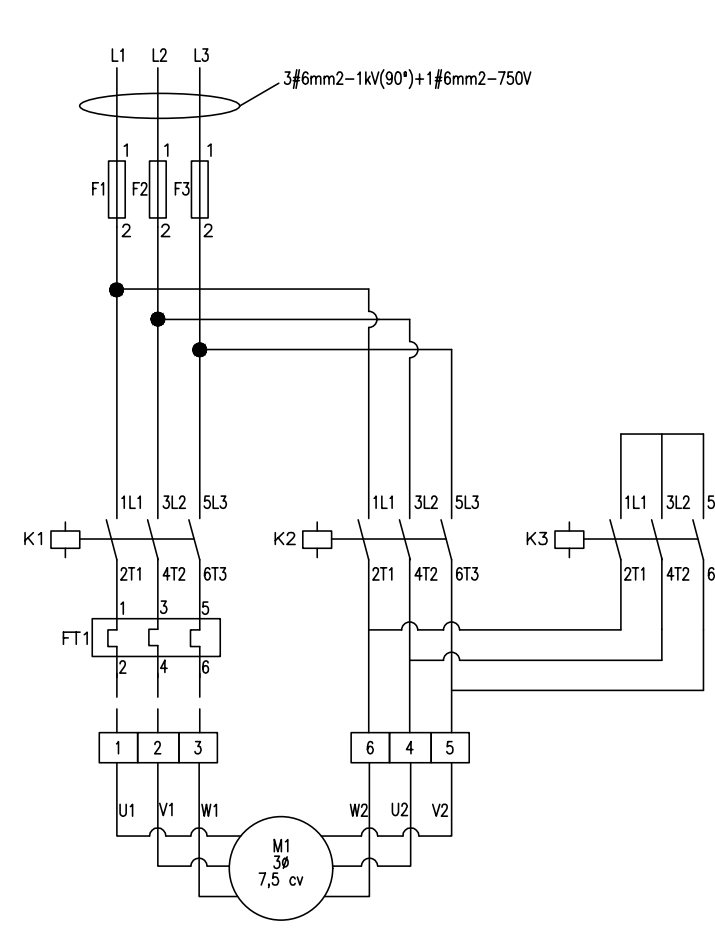 L1 L2 L3
3#6mm2-1kV(90°)+1#6mm2-750V
1 1 1
F1 F2 F3
2 2 2
1L1 3L2 5L3 1L1 3L2 5L3 1L1 3L2 5
K1 K2 K3
2T1 4T2 6T3 2T1 4T2 6T3 2T1 4T2 6
1 3 5
FT1
2 4 6
1 2 3 6 4 5
U1 V1 W1 W2 U2 V2
M1
3ø
7,5 cv